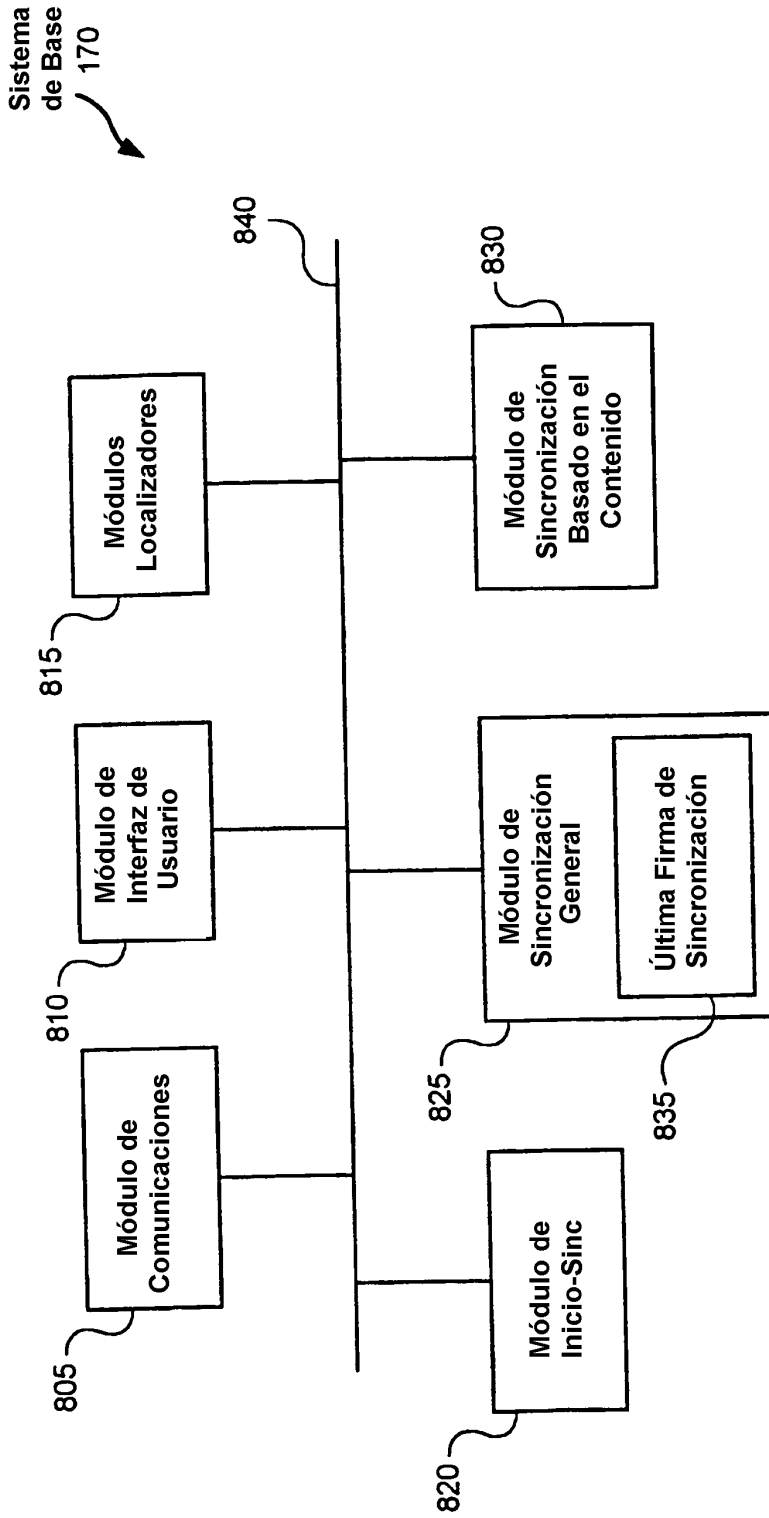 Sistema
de Base
170
805
Módulo de
Comunicaciones
810
Módulo de
Interfaz de
Usuario
815
Módulos
Localizadores
840
820
Módulo de
Inicio-Sinc
825
Módulo de
Sincronización
General
835
Última Firma de
Sincronización
830
Módulo de
Sincronización
Basado en el
Contenido